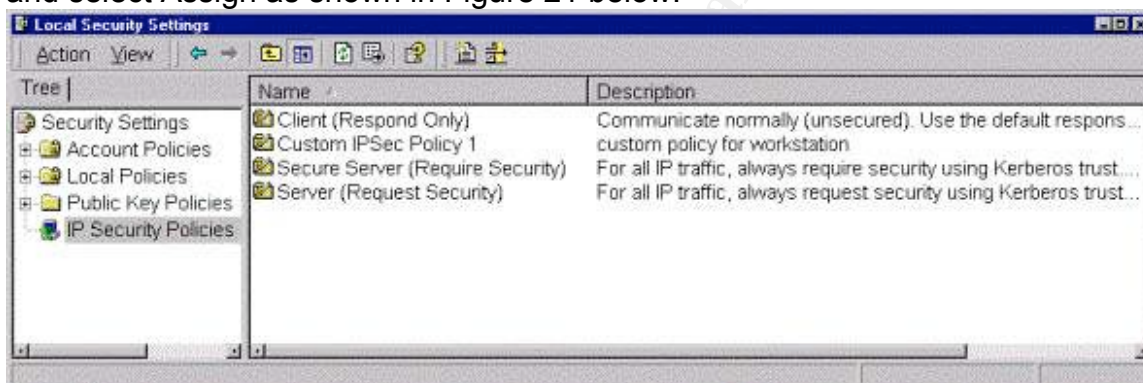 and select Assign as shown in Figure 21 below.
Local Security Settings
Action View
Tree
Name Description
Security Settings
Account Policies
Local Policies
Public Key Policies
IP Security Policies
Client (Respond Only) Communicate normally (unsecured). Use the default respons...
Custom IPSec Policy 1 custom policy for workstation
Secure Server (Require Security) For all IP traffic, always require security using Kerberos trust....
Server (Request Security) For all IP traffic, always request security using Kerberos trust...